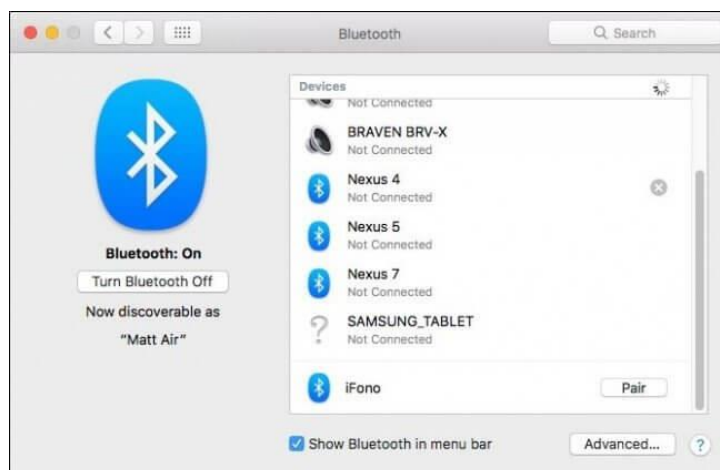 Bluetooth
Search
Bluetooth: On
Turn Bluetooth Off
Now discoverable as
“Matt Air”
Devices
Not Connected
BRAVEN BRV-X
Not Connected
Nexus 4
Not Connected
Nexus 5
Not Connected
Nexus 7
Not Connected
?
SAMSUNG_TABLET
Not Connected
iFono
Pair
Show Bluetooth in menu bar
Advanced...
?